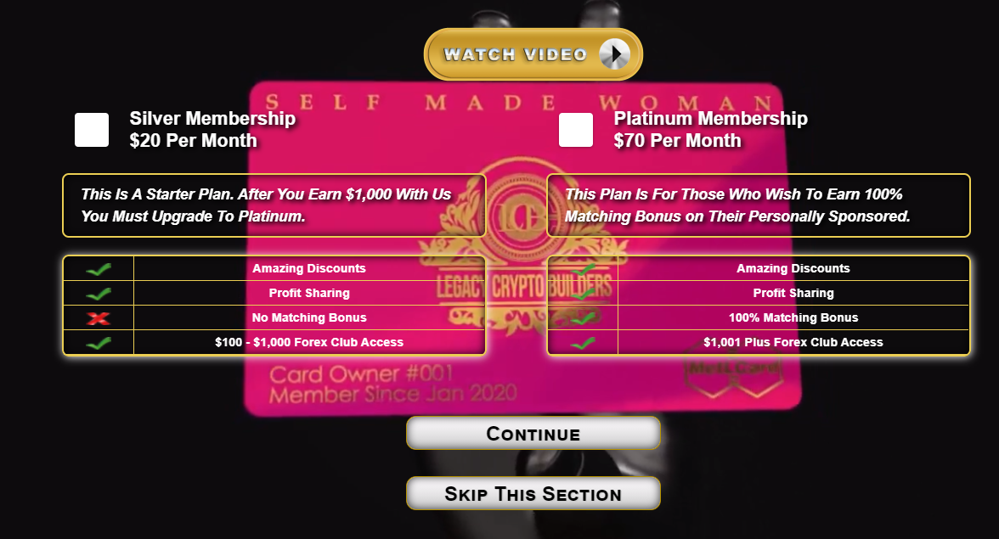 WATCH VIDEO
SELF MADE WOMAN
Silver Membership
$20 Per Month
Platinum Membership
$70 Per Month
This Is A Starter Plan. After You Earn $1,000 With Us
You Must Upgrade To Platinum.
This Plan Is For Those Who Wish To Earn 100%
Matching Bonus on Their Personally Sponsored.
Amazing Discounts
Profit Sharing
No Matching Bonus
$100 - $1,000 Forex Club Access
Amazing Discounts
Profit Sharing
100% Matching Bonus
$1,001 Plus Forex Club Access
LEGACY CRYPTO BUILDERS
Card Owner #001
Member Since Jan 2020
CONTINUE
SKIP THIS SECTION